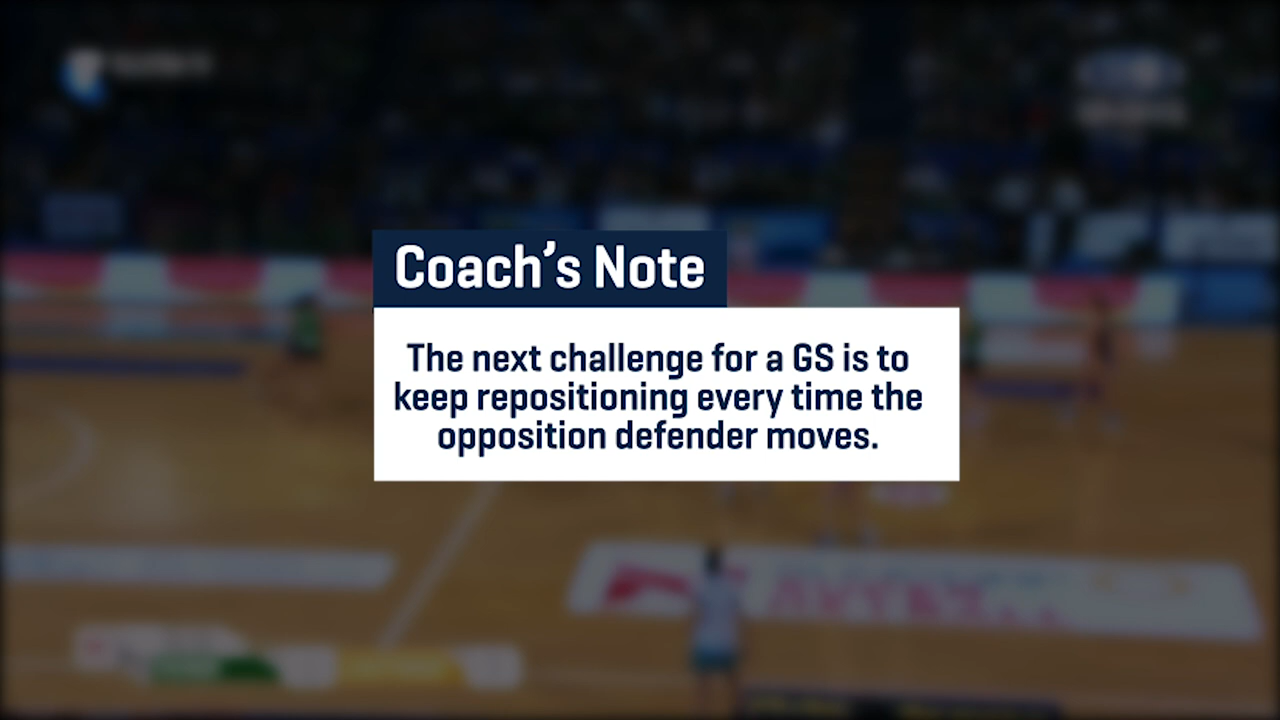 Coach’s Note
The next challenge for a GS is to
keep repositioning every time the
opposition defender moves.